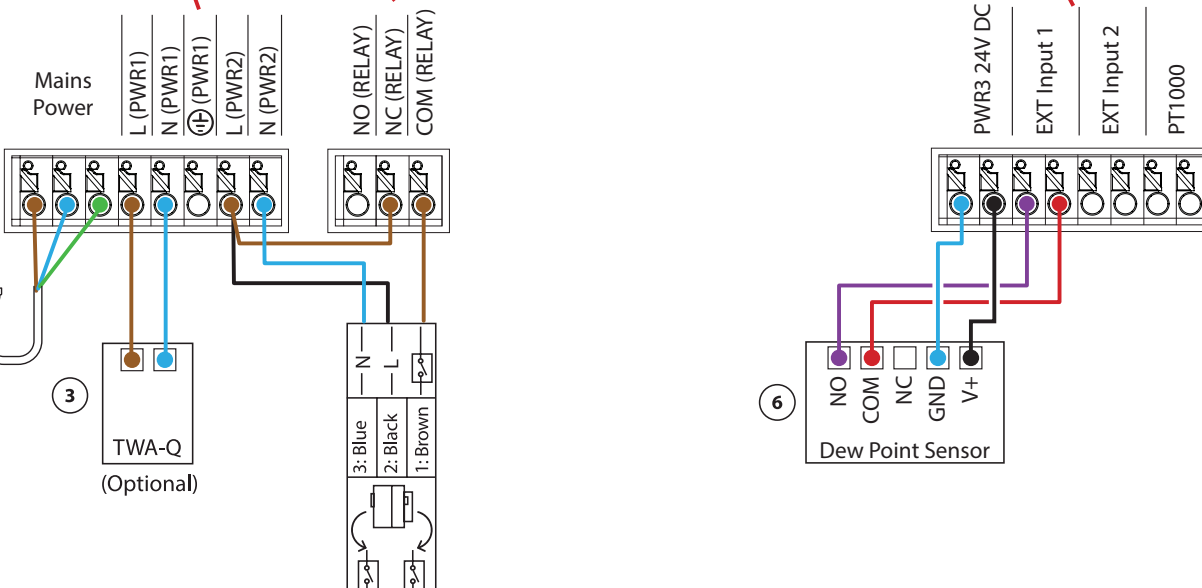 Mains
Power
L (PWR1)
N (PWR1)
(PWR1)
L (PWR2)
N (PWR2)
NO (RELAY)
NC (RELAY)
COM (RELAY)
PWR3 24V DC
EXT Input 1
EXT Input 2
PT1000
3
TWA-Q
(Optional)
N
L
3: Blue
2: Black
1: Brown
6
NO
COM
NC
GND
V+
Dew Point Sensor